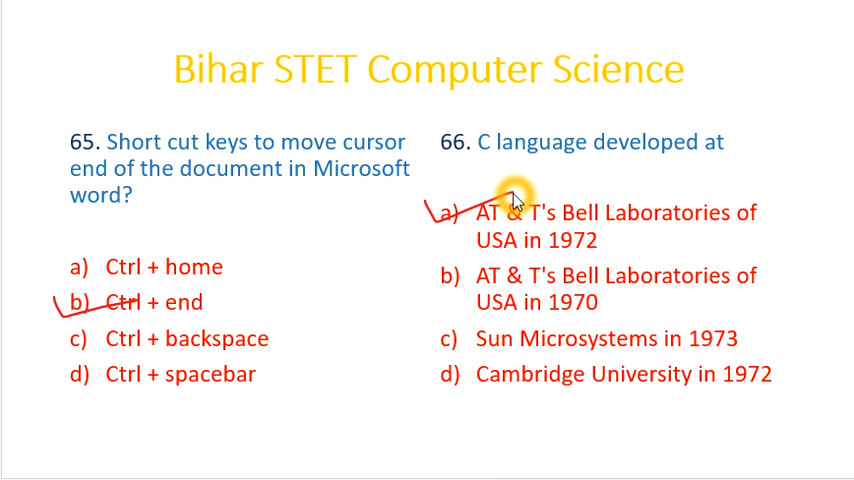 Bihar STET Computer Science
65. Short cut keys to move cursor
end of the document in Microsoft
word?
a) Ctrl + home
b) Ctrl + end
c) Ctrl + backspace
d) Ctrl + spacebar
66. C language developed at
a) AT & T's Bell Laboratories of
USA in 1972
b) AT & T's Bell Laboratories of
USA in 1970
c) Sun Microsystems in 1973
d) Cambridge University in 1972